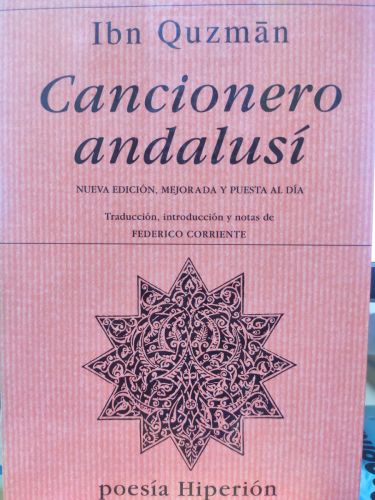 Ibn Quzmān
Cancionero
andalusí
NUEVA EDICIÓN, MEJORADA Y PUESTA AL DÍA
Traducción, introducción y notas de
FEDERICO CORRIENTE
poesía Hiperión